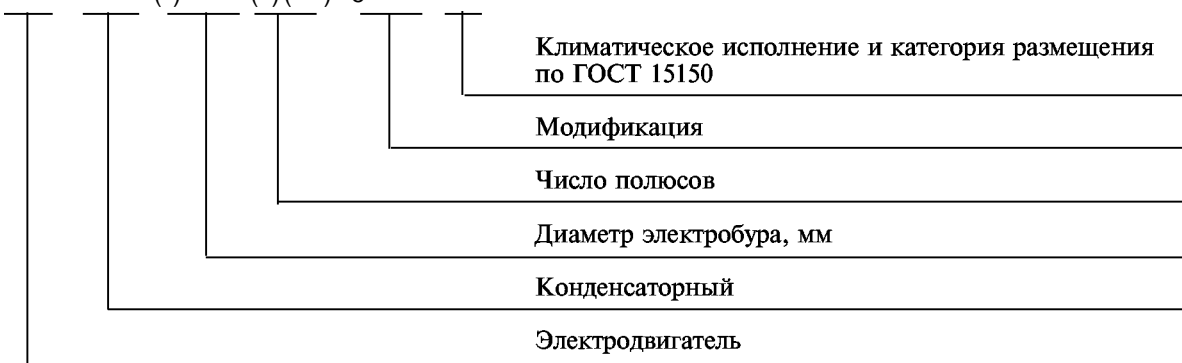 Климатическое исполнение и категория размещения
по ГОСТ 15150
Модификация
Число полюсов
Диаметр электробура, мм
Конденсаторный
Электродвигатель